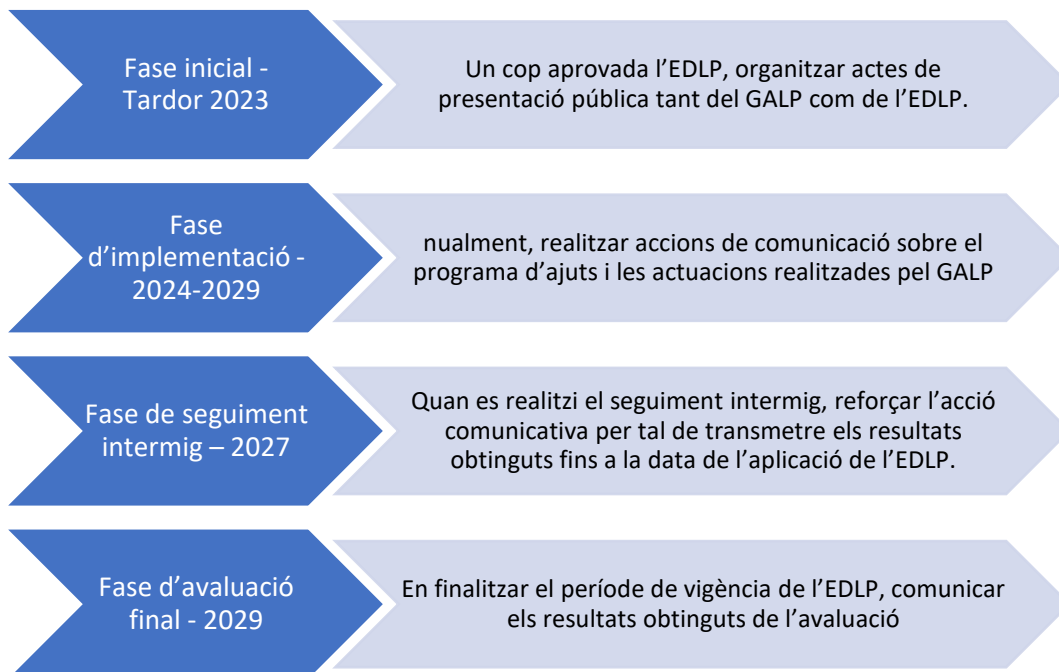 Fase inicial -
Tardor 2023
Un cop aprovada l’EDLP, organitzar actes de
presentació pública tant del GALP com de l’EDLP.
Fase
d’implementació -
2024-2029
nualment, realitzar accions de comunicació sobre el
programa d’ajuts i les actuacions realitzades pel GALP
Fase de seguiment
intermig – 2027
Quan es realitzi el seguiment intermig, reforçar l’acció
comunicativa per tal de transmetre els resultats
obtinguts fins a la data de l’aplicació de l’EDLP.
Fase d’avaluació
final - 2029
En finalitzar el període de vigència de l’EDLP, comunicar
els resultats obtinguts de l’avaluació